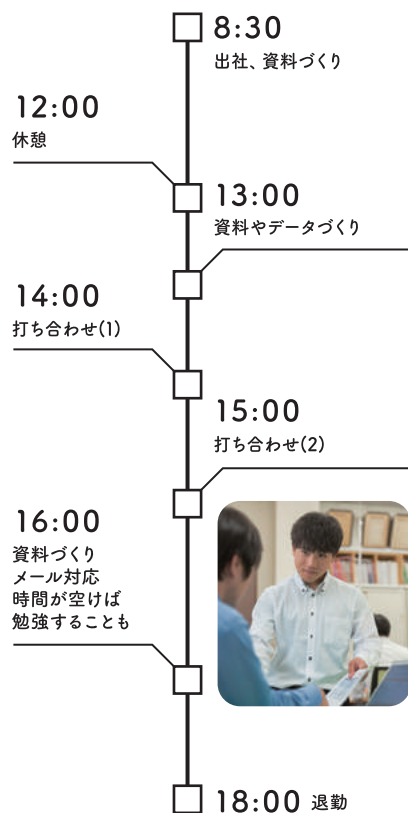 8:30
出社、資料づくり
12:00
休憩
13:00
資料やデータづくり
14:00
打ち合わせ(1)
15:00
打ち合わせ(2)
16:00
資料づくり
メール対応
時間が空けば
勉強することも
18:00 退勤